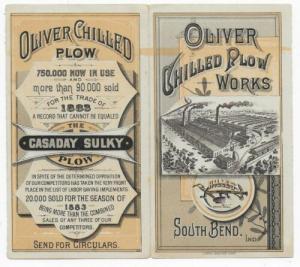 OLIVER CHILLED
PLOW
750.000 NOW IN USE
AND
more than 90.000 sold
FOR THE TRADE OF
1883
A RECORD THAT CANNOT BE EQUALED
THE
CASADAY SULKY
PLOW
IN SPITE OF THE DETERMINED OPPOSITION
OF OUR COMPETITORS HAS TAKEN THE VERY FRONT
PLACE IN THE LIST OF LABOR SAVING IMPLEMENTS.
20.000 SOLD FOR THE SEASON OF
1883
BEING MORE THAN THE COMBINED
SALES OF ANY THREE OF OUR
COMPETITORS.
SEND FOR CIRCULARS.
OLIVER
CHILLED PLOW
WORKS
SOUTH BEND,
IND.